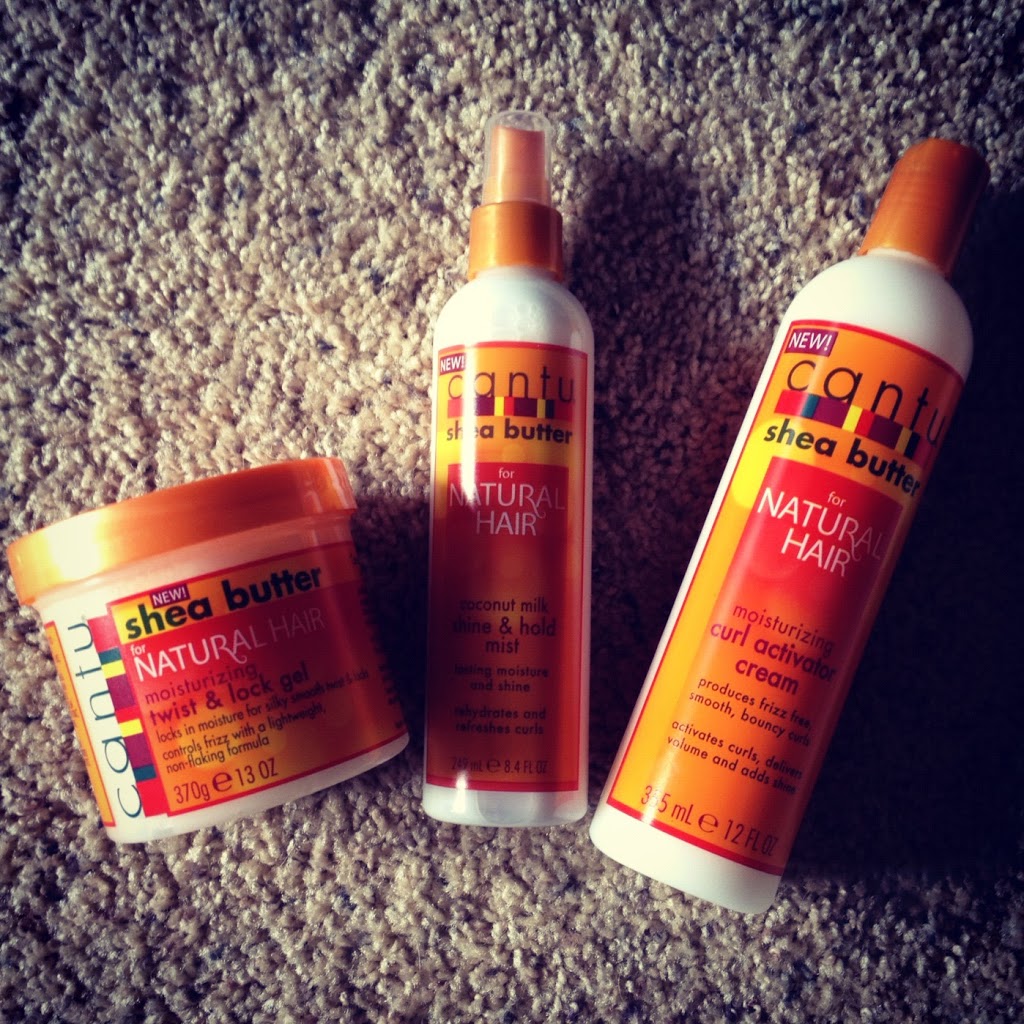 cantu
NEW!
shea butter
for
NATURAL HAIR
moisturizing
twist & lock gel
locks in moisture for silky smooth twist & locks
controls frizz with a lightweight,
non-flaking formula
370g e 13 OZ
NEW!
cantu
shea butter
for
NATURAL
HAIR
coconut milk
shine & hold
mist
lasting moisture
and shine
rehydrates and
refreshes curls
249 mL e 8.4 FL OZ
NEW!
cantu
shea butter
for
NATURAL
HAIR
moisturizing
curl activator
cream
produces frizz free,
smooth, bouncy curls
activates curls, delivers
volume and adds shine
355 mL e 12 FL OZ